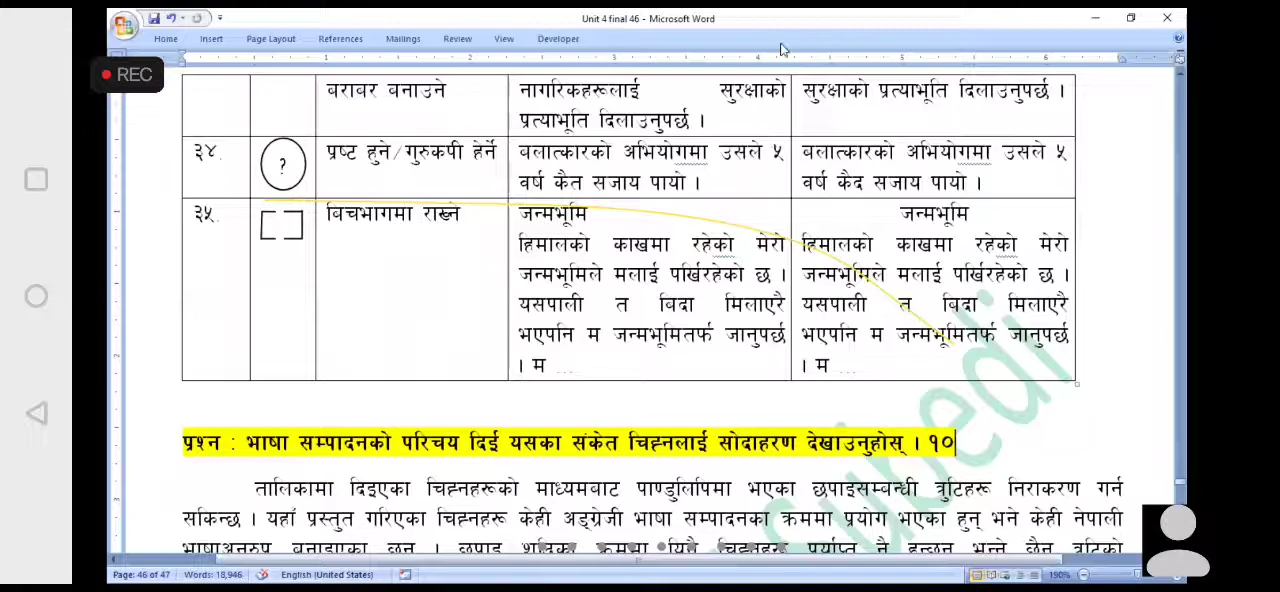 Unit 4 final 46 - Microsoft Word
Home Insert Page Layout References Mailings Review View Developer
REC
बराबर बनाउने नागरिकहरूलाई सुरक्षाको सुरक्षाको प्रत्याभूति दिलाउनुपर्छ ।
प्रत्याभूति दिलाउनुपर्छ ।
३४. ? प्रष्ट हुने/गुरुकपी हेर्ने बलात्कारको अभियोगमा उसले ५ बलात्कारको अभियोगमा उसले ५
वर्ष कैत सजाय पायो । वर्ष कैद सजाय पायो ।
३५. [ ] बिचभागमा राख्ने जन्मभूमि जन्मभूमि
हिमालको काखमा रहेको मेरो हिमालको काखमा रहेको मेरो
जन्मभूमिले मलाई पर्खिरहेको छ । जन्मभूमिले मलाई पर्खिरहेको छ ।
यसपाली त बिदा मिलाएरै यसपाली त बिदा मिलाएरै
भएपनि म जन्मभूमितर्फ जानुपर्छ भएपनि म जन्मभूमितर्फ जानुपर्छ
। म .... । म ....
प्रश्न : भाषा सम्पादनको परिचय दिई यसका संकेत चिह्नलाई सोदाहरण देखाउनुहोस् । १०
तालिकामा दिइएका चिह्नहरूको माध्यमबाट पाण्डुलिपिमा भएका छपाइसम्बन्धी त्रुटिहरू निराकरण गर्न
सकिन्छ । यहाँ प्रस्तुत गरिएका चिह्नहरू केही अङ्ग्रेजी भाषा सम्पादनका क्रममा प्रयोग भएका हुन् भने केही नेपाली
भाषाअनुरुप बनाइएका छन् ।
Page: 46 of 47 Words: 18,946 English (United States) 190%